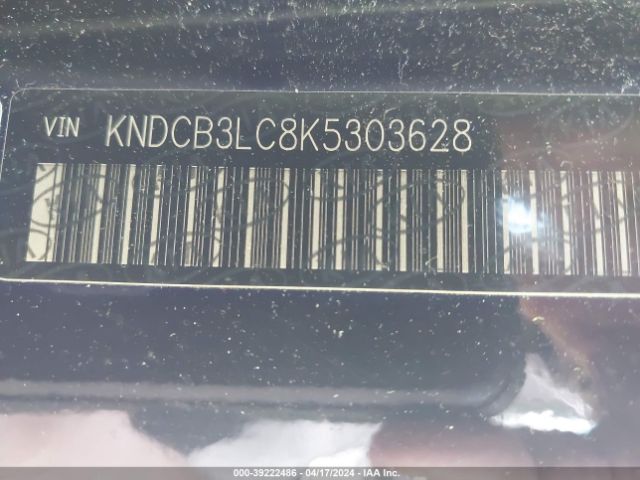 VIN KNDCB3LC8K5303628
000-39222486 - 04/17/2024 - IAA Inc.